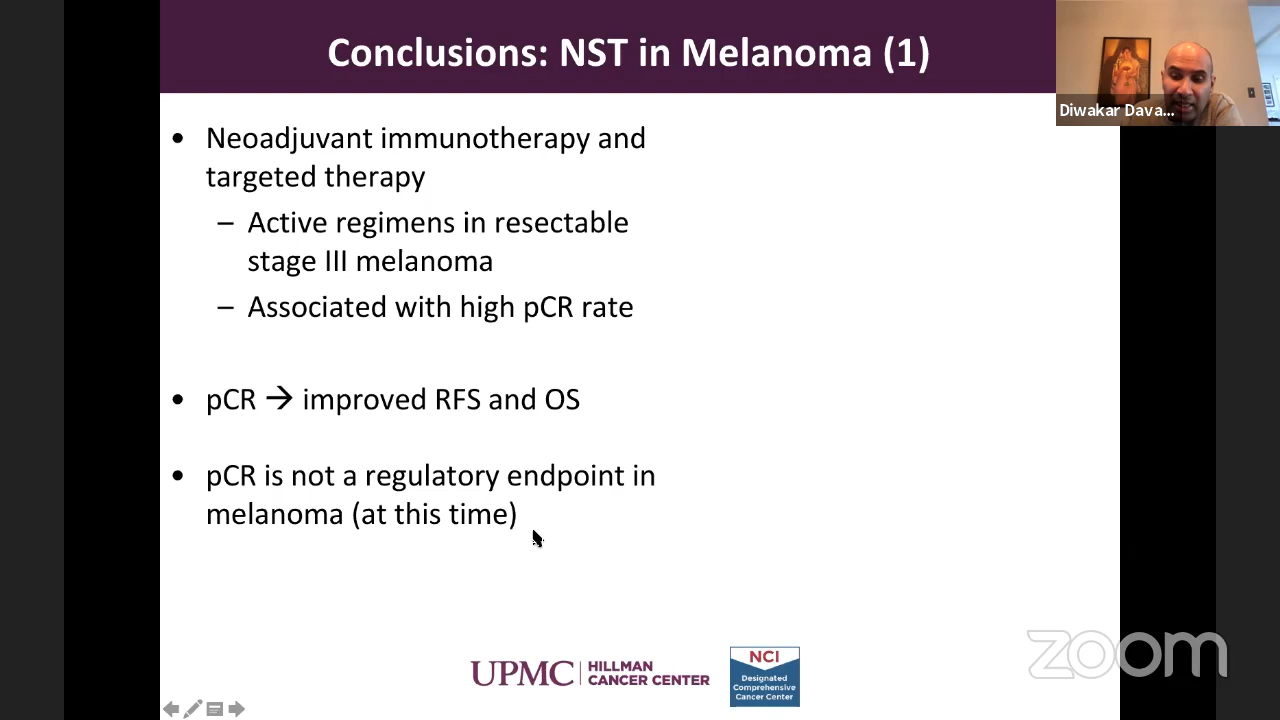 Conclusions: NST in Melanoma (1)
Diwakar Dava...
• Neoadjuvant immunotherapy and
targeted therapy
– Active regimens in resectable
stage III melanoma
– Associated with high pCR rate
• pCR → improved RFS and OS
• pCR is not a regulatory endpoint in
melanoma (at this time)
UPMC | HILLMAN
CANCER CENTER
NCI
Designated
Comprehensive
Cancer Center
zoom